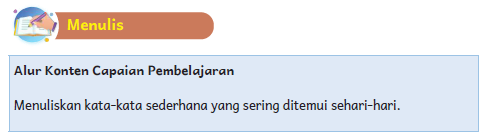 Menulis
Alur Konten Capaian Pembelajaran
Menuliskan kata-kata sederhana yang sering ditemui sehari-hari.